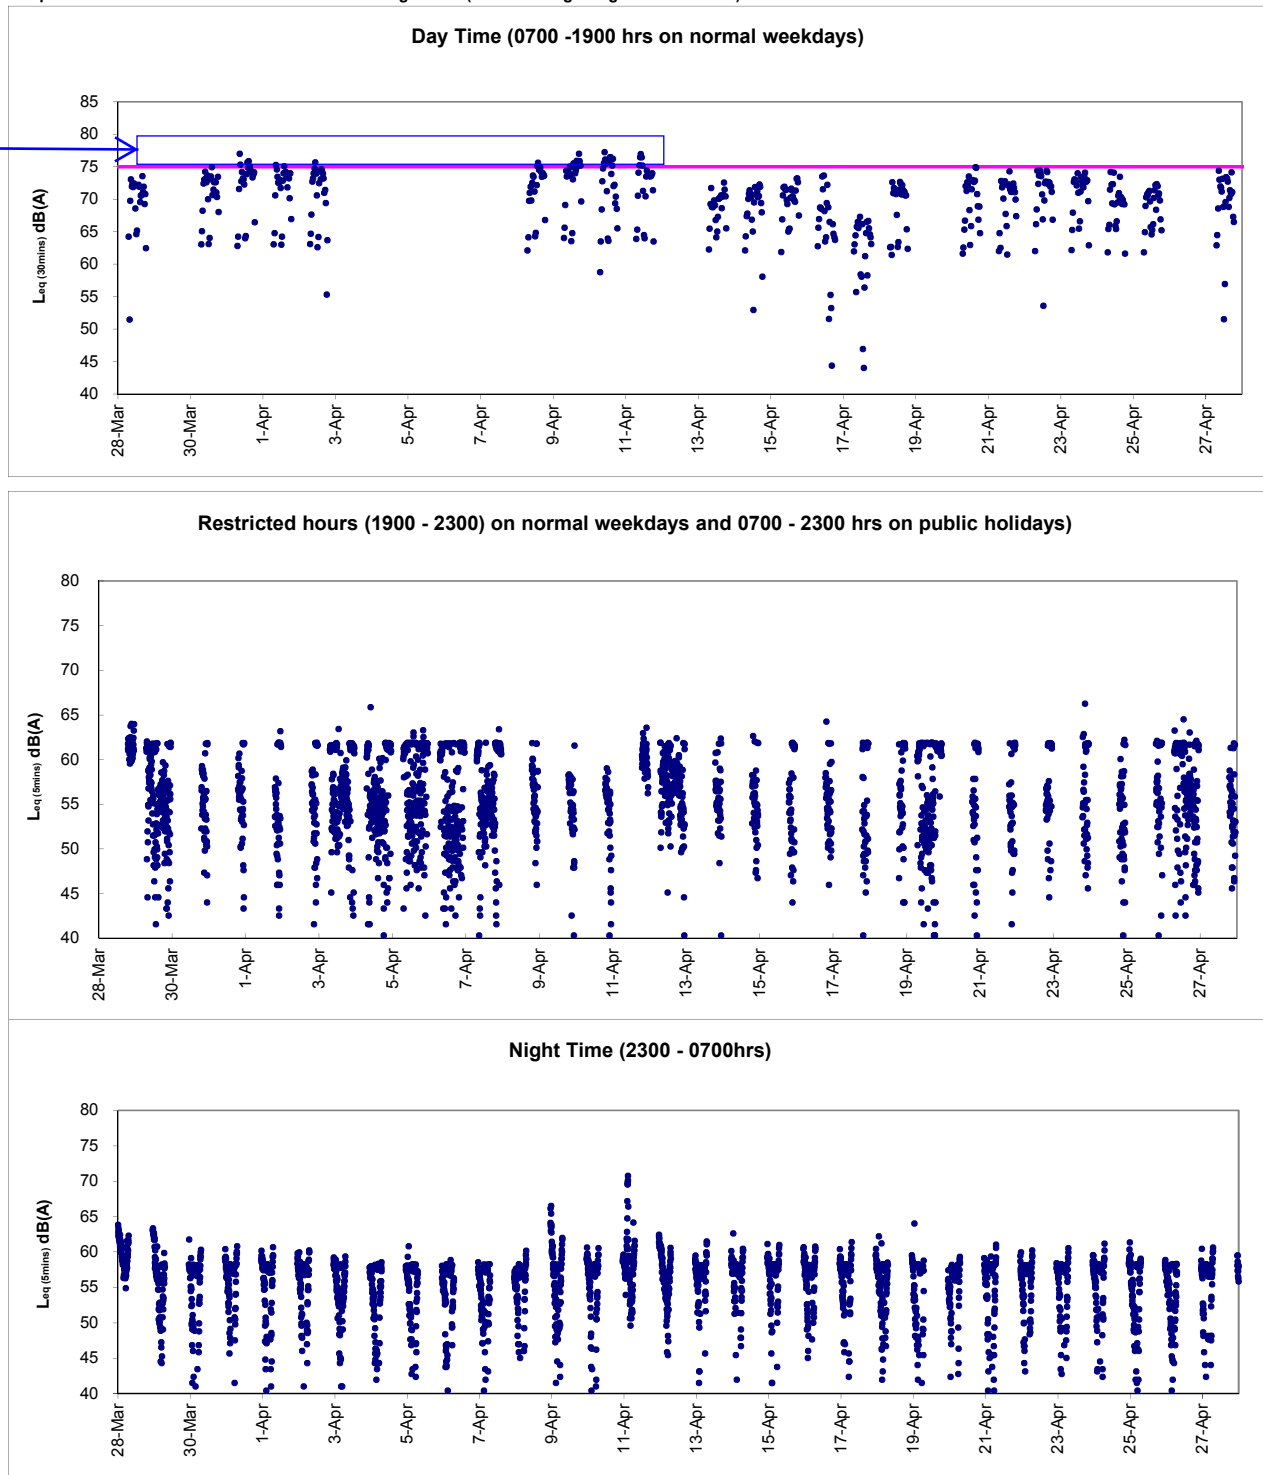 Day Time (0700 -1900 hrs on normal weekdays)
85
80
75
70
65
60
55
50
45
40
Leq (30mins) dB(A)
28-Mar
30-Mar
1-Apr
3-Apr
5-Apr
7-Apr
9-Apr
11-Apr
13-Apr
15-Apr
17-Apr
19-Apr
21-Apr
23-Apr
25-Apr
27-Apr
Restricted hours (1900 - 2300) on normal weekdays and 0700 - 2300 hrs on public holidays)
80
75
70
65
60
55
50
45
40
Leq (5mins) dB(A)
28-Mar
30-Mar
1-Apr
3-Apr
5-Apr
7-Apr
9-Apr
11-Apr
13-Apr
15-Apr
17-Apr
19-Apr
21-Apr
23-Apr
25-Apr
27-Apr
Night Time (2300 - 0700hrs)
80
75
70
65
60
55
50
45
40
Leq (5mins) dB(A)
28-Mar
30-Mar
1-Apr
3-Apr
5-Apr
7-Apr
9-Apr
11-Apr
13-Apr
15-Apr
17-Apr
19-Apr
21-Apr
23-Apr
25-Apr
27-Apr